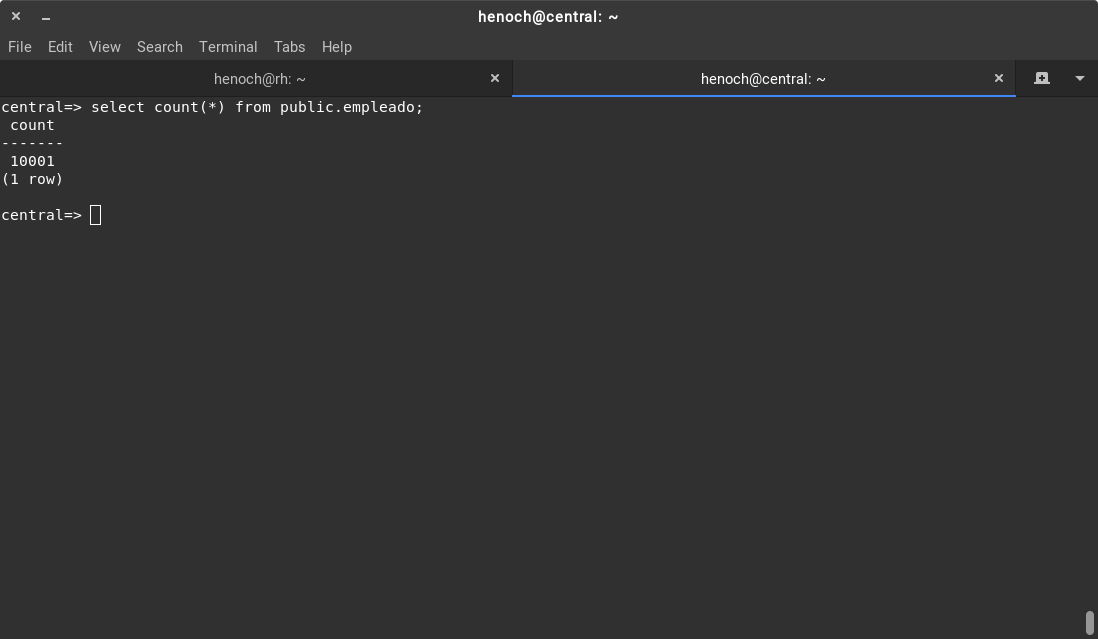 henoch@central: ~
File Edit View Search Terminal Tabs Help
henoch@rh: ~ henoch@central: ~
central=> select count(*) from public.empleado;
count
-------
10001
(1 row)
central=>